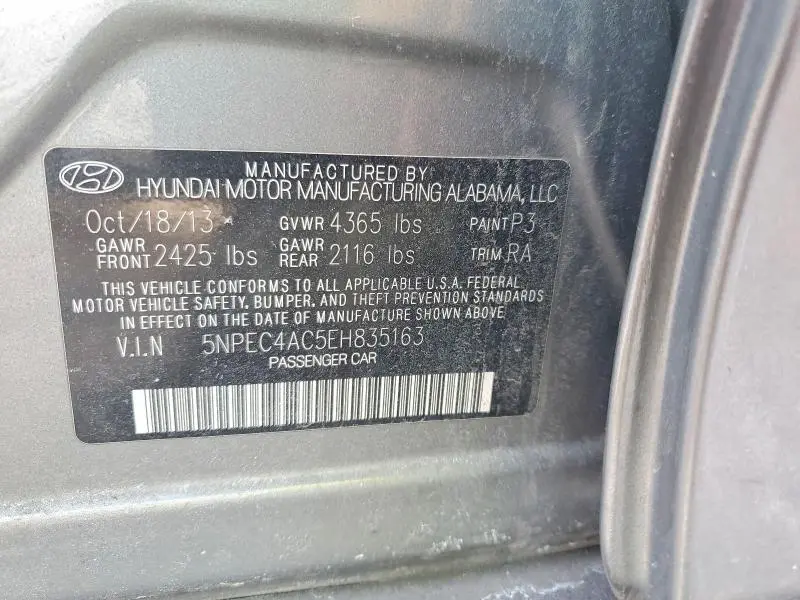 MANUFACTURED BY
HYUNDAI MOTOR MANUFACTURING ALABAMA, LLC
Oct/18/13 GVWR 4365 lbs PAINT P3
GAWR FRONT 2425 lbs GAWR REAR 2116 lbs TRIM RA
THIS VEHICLE CONFORMS TO ALL APPLICABLE U.S.A. FEDERAL
MOTOR VEHICLE SAFETY, BUMPER, AND THEFT PREVENTION STANDARDS
IN EFFECT ON THE DATE OF MANUFACTURE SHOWN ABOVE
V.I.N 5NPEC4AC5EH835163
PASSENGER CAR